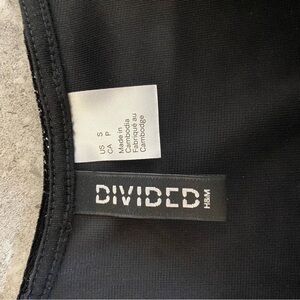 US S
CA P
Made in
Cambodia
Fabriqué au
Cambodge
DIVIDED
H&M